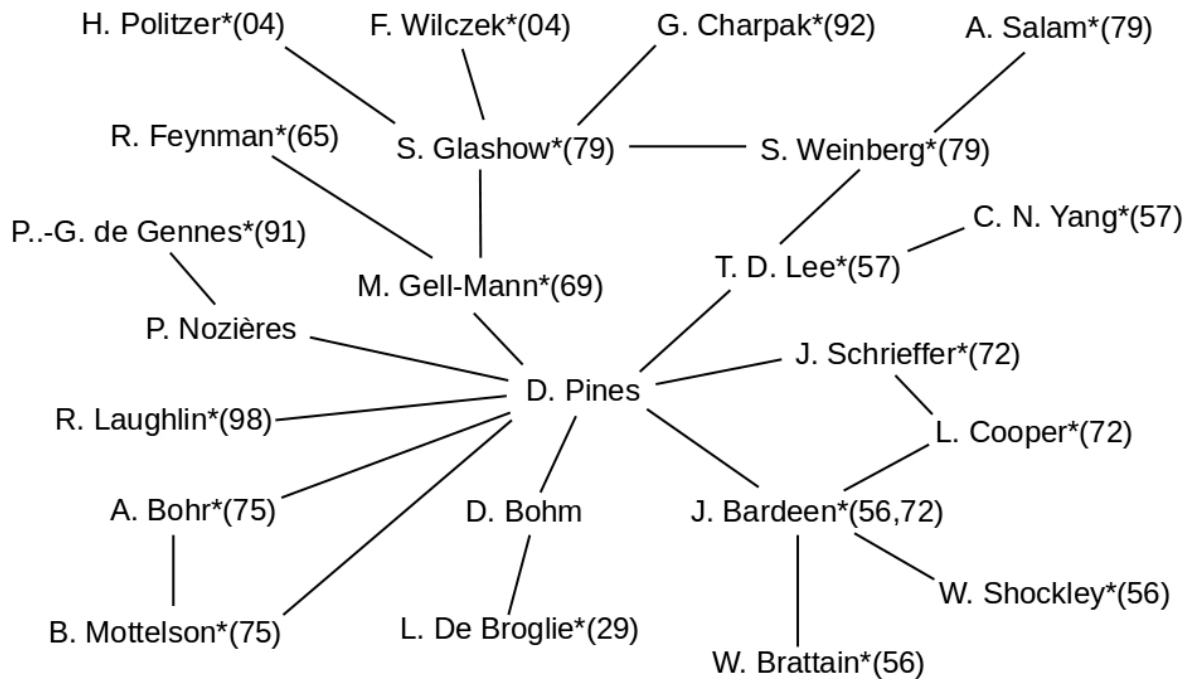 H. Politzer*(04)
F. Wilczek*(04)
G. Charpak*(92)
A. Salam*(79)
R. Feynman*(65)
S. Glashow*(79)
S. Weinberg*(79)
P..-G. de Gennes*(91)
C. N. Yang*(57)
M. Gell-Mann*(69)
T. D. Lee*(57)
P. Nozières
J. Schrieffer*(72)
D. Pines
R. Laughlin*(98)
L. Cooper*(72)
A. Bohr*(75)
D. Bohm
J. Bardeen*(56,72)
W. Shockley*(56)
B. Mottelson*(75)
L. De Broglie*(29)
W. Brattain*(56)